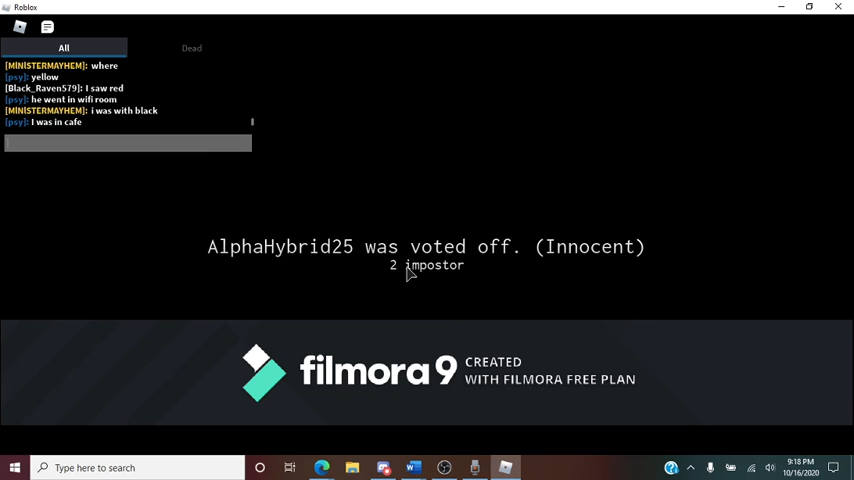 Roblox
All
Dead
[MINISTERMAYHEM]: where
[psy]: yellow
[Black_Raven579]: I saw red
[psy]: he went in wifi room
[MINISTERMAYHEM]: i was with black
[psy]: I was in cafe
AlphaHybrid25 was voted off. (Innocent)
2 impostor
filmora 9 CREATED
WITH FILMORA FREE PLAN
Type here to search
9:18 PM
10/16/2020